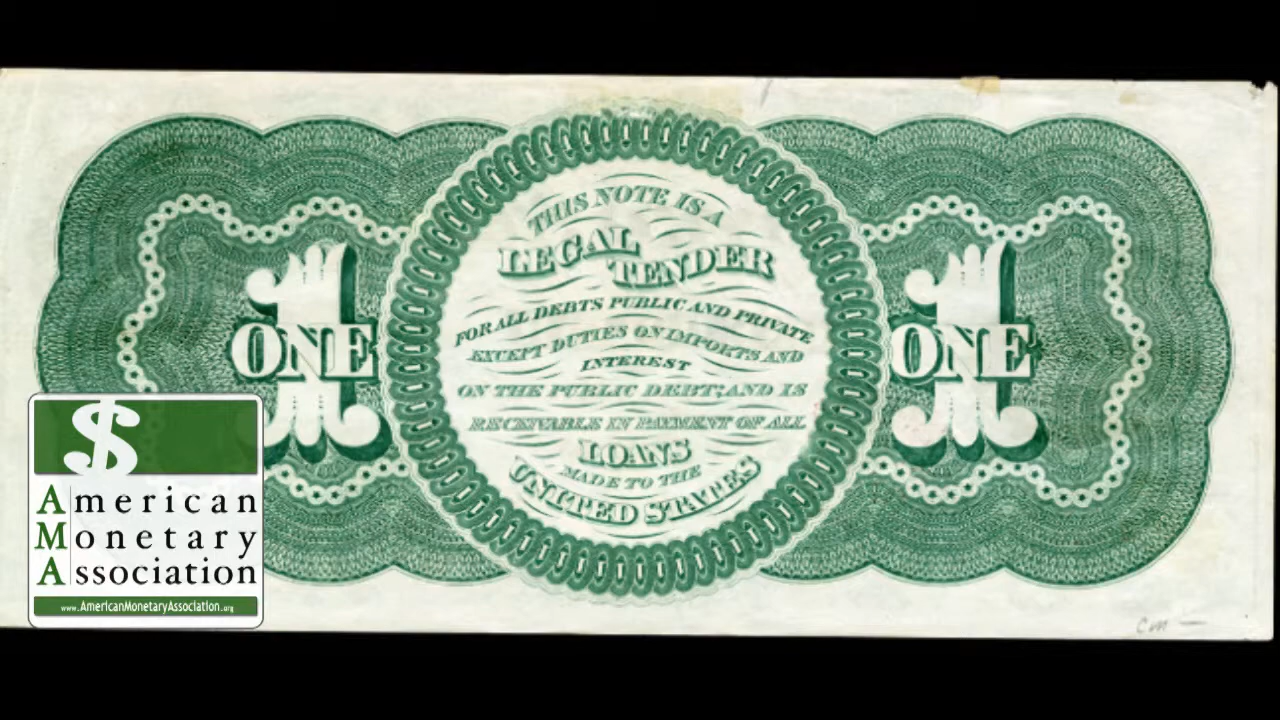 THIS NOTE IS A
LEGAL
TENDER
FOR ALL DEBTS PUBLIC AND PRIVATE
EXCEPT DUTIES ON IMPORTS AND
INTEREST
ON THE PUBLIC DEBT; AND IS
RECEIVABLE IN PAYMENT OF ALL
LOANS
MADE TO THE
UNITED STATES
1
ONE
1
ONE
$
American
Monetary
Association
www.AmericanMonetaryAssociation.org